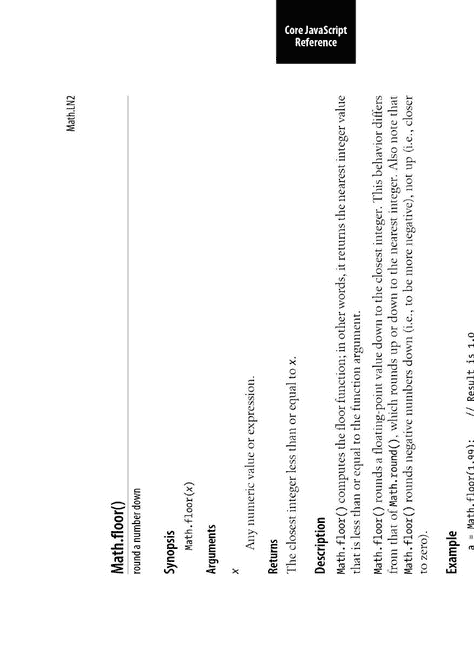 Core JavaScript
Reference
Math.LN2
Math.floor()
round a number down
Synopsis
Math.floor(x)
Arguments
x
Any numeric value or expression.
Returns
The closest integer less than or equal to x.
Description
Math.floor() computes the floor function; in other words, it returns the nearest integer value
that is less than or equal to the function argument.
Math.floor() rounds a floating-point value down to the closest integer. This behavior differs
from that of Math.round(), which rounds up or down to the nearest integer. Also note that
Math.floor() rounds negative numbers down (i.e., to be more negative), not up (i.e., closer
to zero).
Example
a = Math.floor(1.99); // Result is 1.0